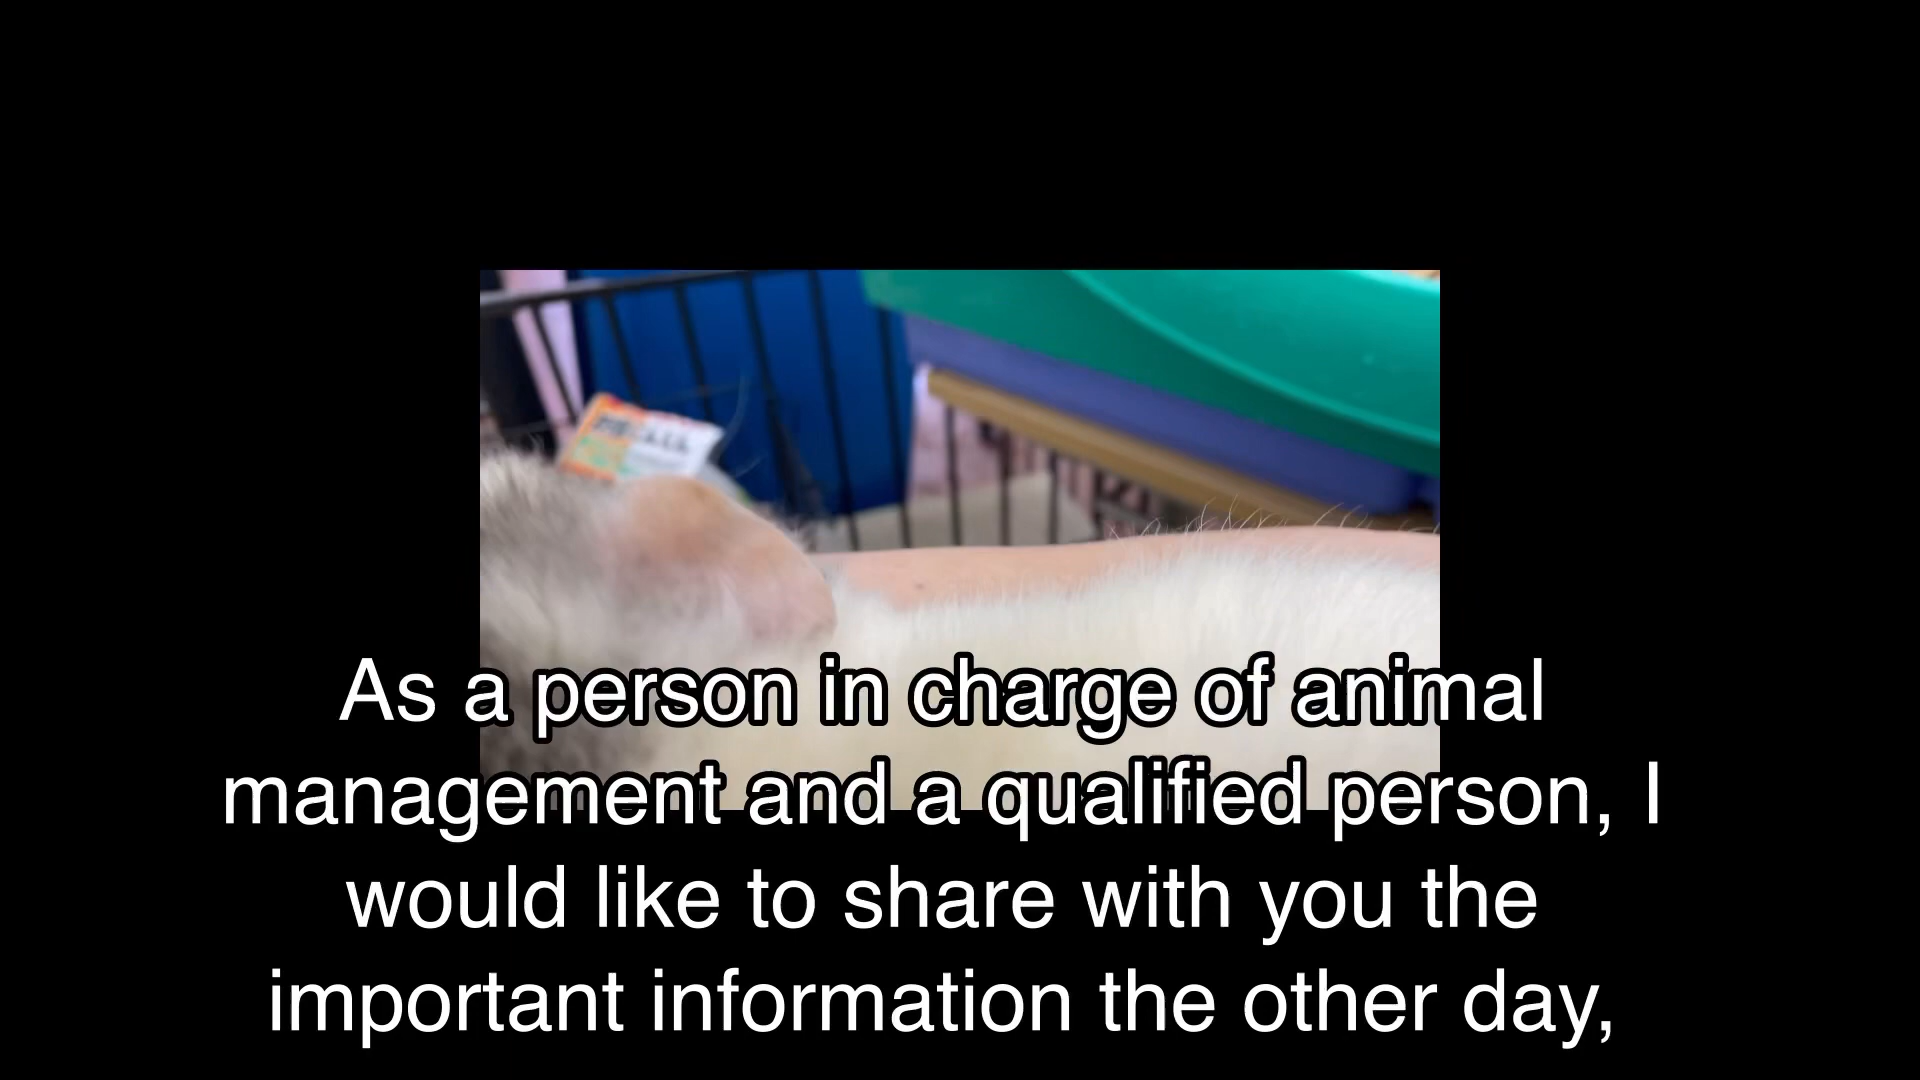 As a person in charge of animal
management and a qualified person, I
would like to share with you the
important information the other day,